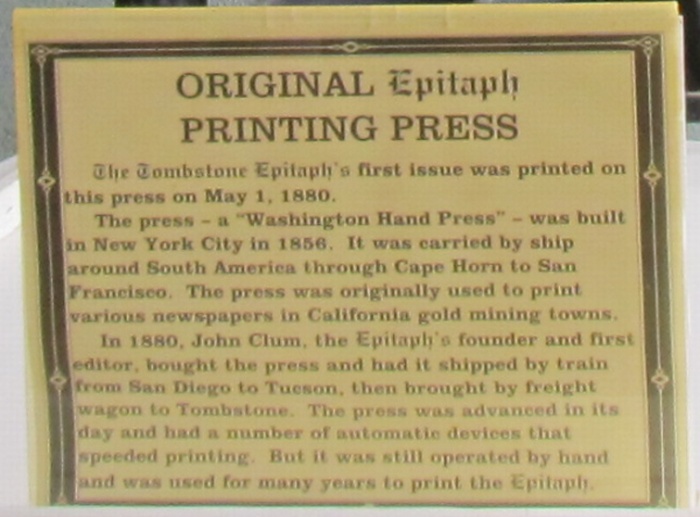 ORIGINAL Epitaph
PRINTING PRESS
The Tombstone Epitaph's first issue was printed on
this press on May 1, 1880.
The press – a "Washington Hand Press" – was built
in New York City in 1856. It was carried by ship
around South America through Cape Horn to San
Francisco. The press was originally used to print
various newspapers in California gold mining towns.
In 1880, John Clum, the Epitaph's founder and first
editor, bought the press and had it shipped by train
from San Diego to Tucson, then brought by freight
wagon to Tombstone. The press was advanced in its
day and had a number of automatic devices that
speeded printing. But it was still operated by hand
and was used for many years to print the Epitaph.